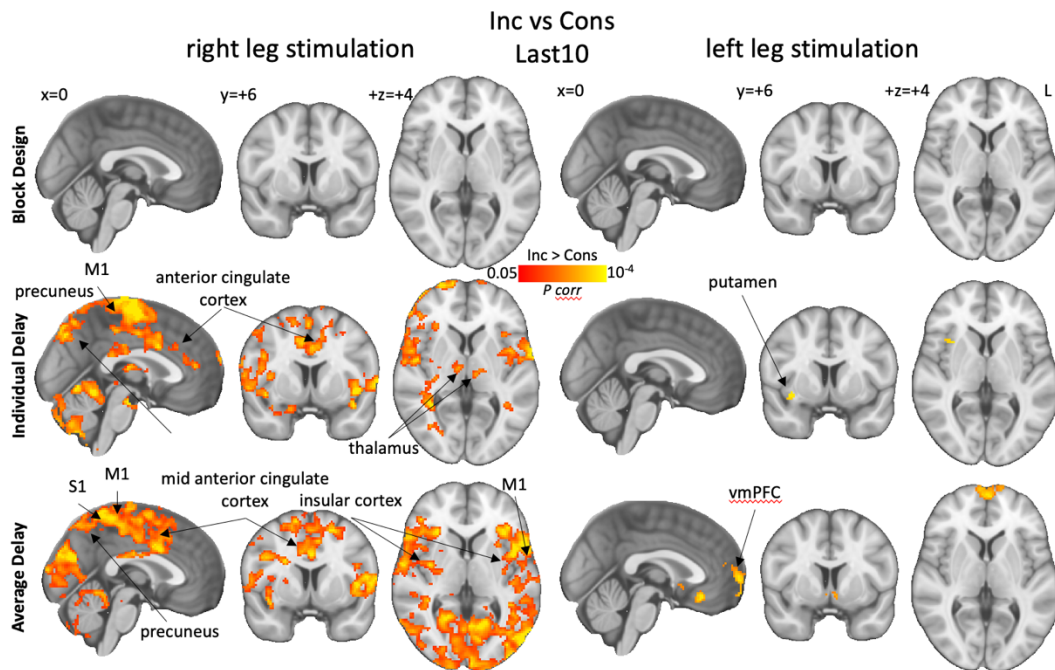 Inc vs Cons
right leg stimulation
Last10
left leg stimulation
x=0
y=+6
+z=+4
x=0
y=+6
+z=+4
L
Block Design
Inc > Cons
0.05
10-4
P corr
M1
precuneus
anterior cingulate
cortex
putamen
Individual Delay
thalamus
S1
M1
mid anterior cingulate
cortex
insular cortex
M1
vmPFC
Average Delay
precuneus